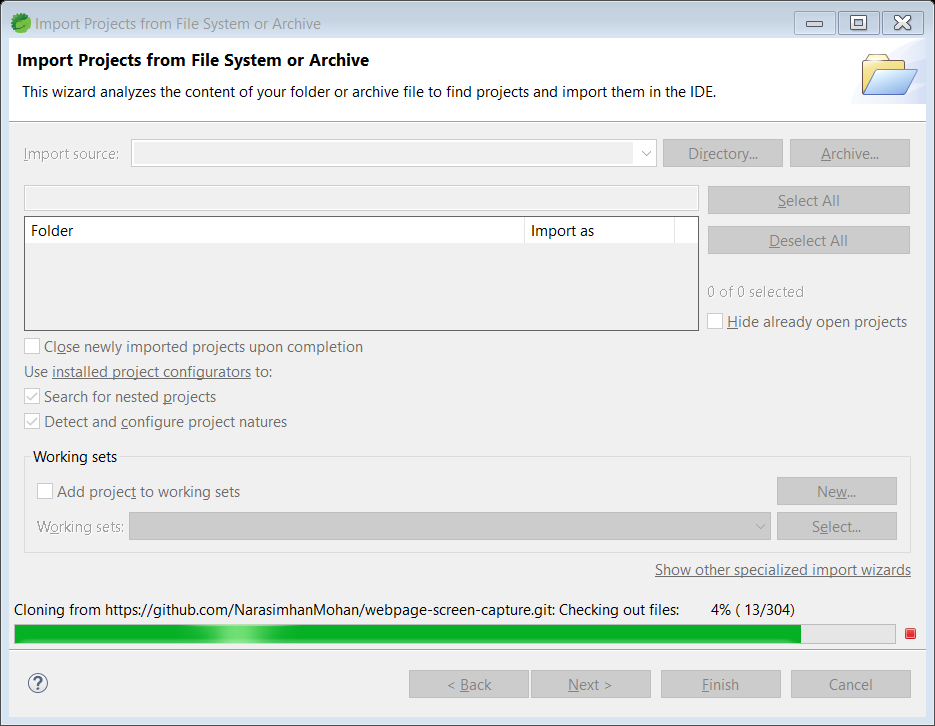 Import Projects from File System or Archive
Import Projects from File System or Archive
This wizard analyzes the content of your folder or archive file to find projects and import them in the IDE.
Import source: Directory... Archive...
Select All
Folder Import as
Deselect All
0 of 0 selected
Hide already open projects
Close newly imported projects upon completion
Use installed project configurators to:
Search for nested projects
Detect and configure project natures
Working sets
Add project to working sets New...
Working sets: Select...
Show other specialized import wizards
Cloning from https://github.com/NarasimhanMohan/webpage-screen-capture.git: Checking out files: 4% ( 13/304)
? < Back Next > Finish Cancel